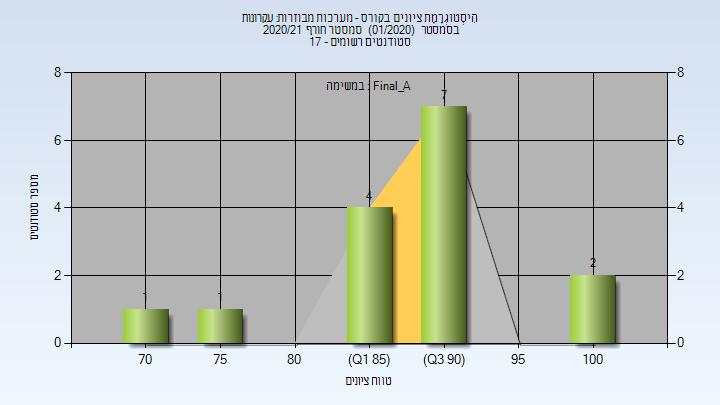 היסטוגרמת ציונים בקורס - מערכות מבוזרות: עקרונות
בסמסטר (01/2020) סמסטר חורף 2020/21
סטודנטים רשומים - 17
במשימה : Final_A
מספר סטודנטים
8 8
6 6
4 4
2 2
0 0
1 1 4 7 2
70 75 80 (Q1 85) (Q3 90) 95 100
טווח ציונים